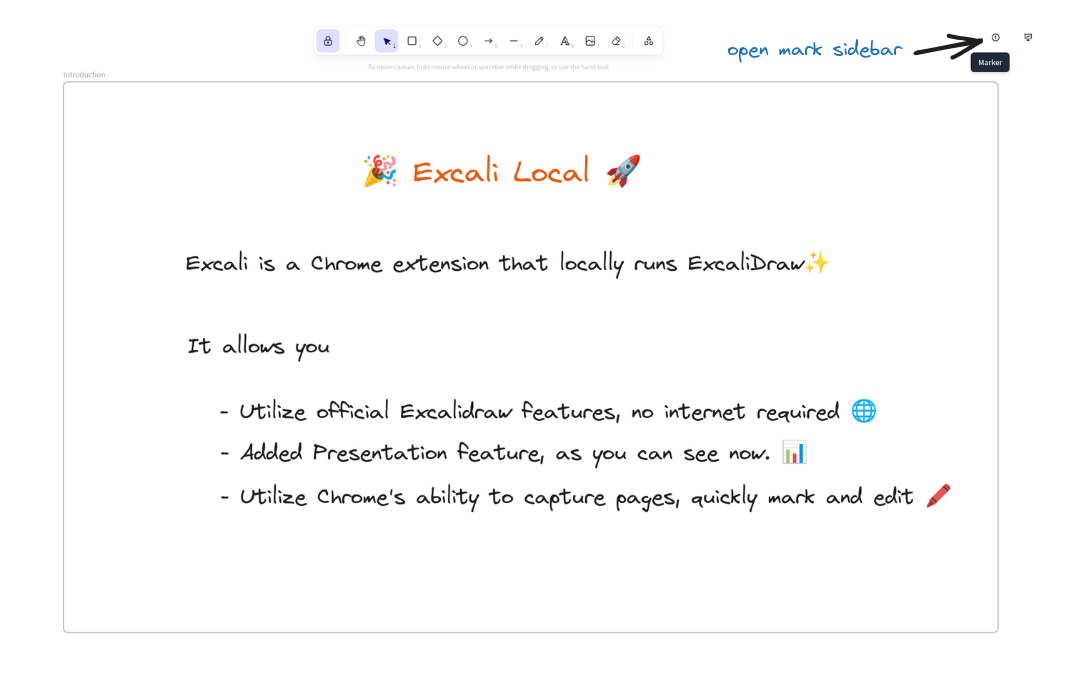 1 2 3 4 5 6 7 A 8 9 0
open mark sidebar
Marker
To move canvas, hold mouse wheel or spacebar while dragging, or use the hand tool
Introduction
🎉 Excali Local 🚀
Excali is a Chrome extension that locally runs ExcaliDraw✨
It allows you
- Utilize official Excalidraw features, no internet required 🌐
- Added Presentation feature, as you can see now. 📊
- Utilize Chrome's ability to capture pages, quickly mark and edit 🖍️